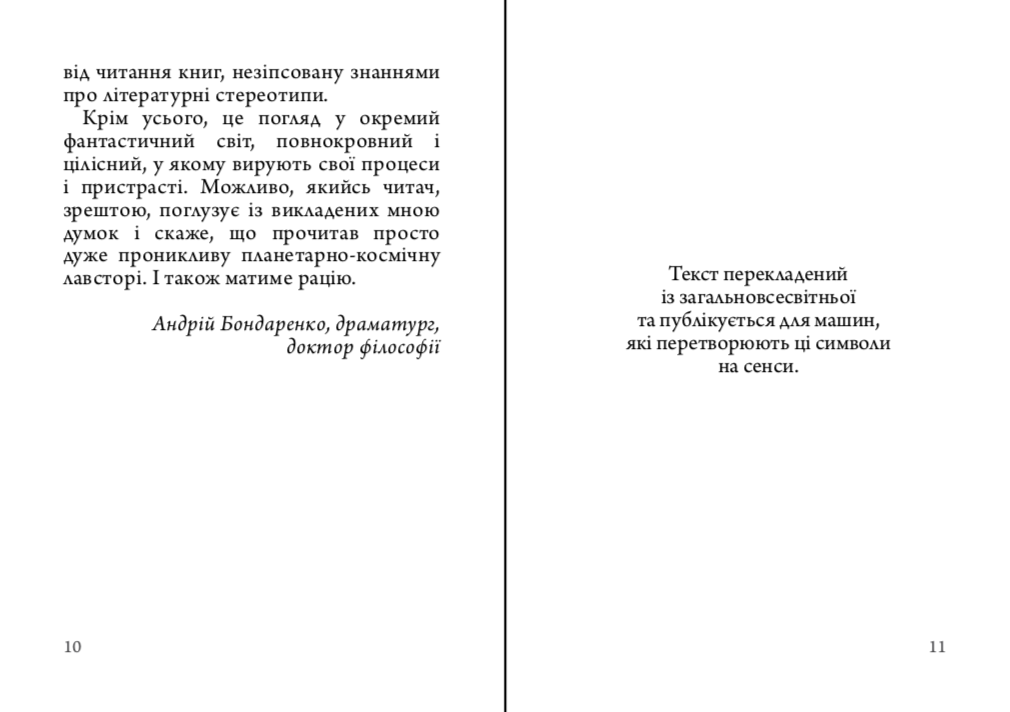 від читання книг, незіпсовану знаннями
про літературні стереотипи.
Крім усього, це погляд у окремий
фантастичний світ, повнокровний і
цілісний, у якому вирують свої процеси
і пристрасті. Можливо, якийсь читач,
зрештою, поглузує із викладених мною
думок і скаже, що прочитав просто
дуже проникливу планетарно-космічну
лавсторі. І також матиме рацію.
Андрій Бондаренко, драматург,
доктор філософії
10
Текст перекладений
із загальновсесвітньої
та публікується для машин,
які перетворюють ці символи
на сенси.
11